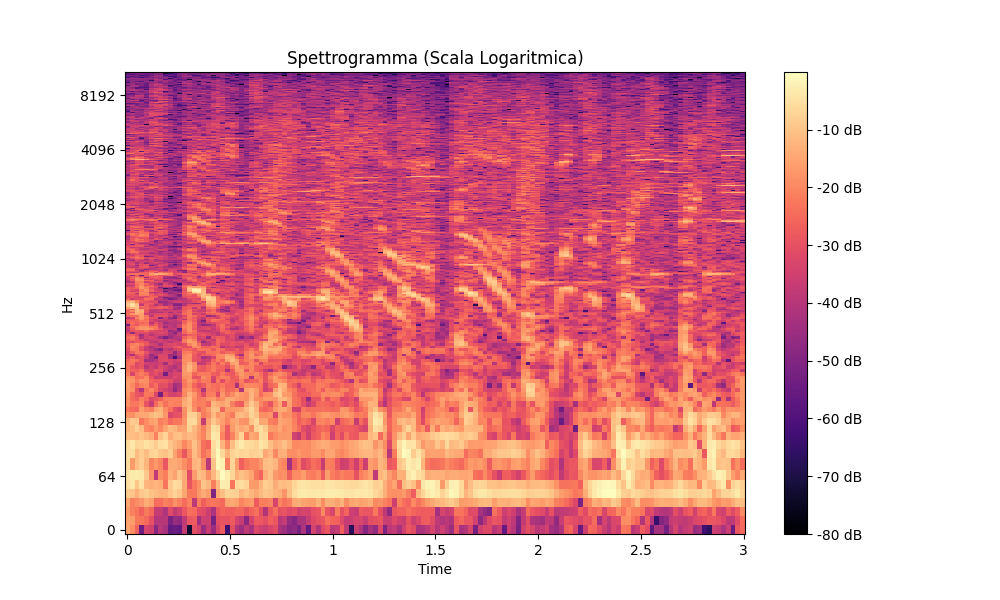 Spettrogramma (Scala Logaritmica)
8192
4096
2048
1024
512
256
128
64
0
Hz
0
0.5
1
1.5
2
2.5
3
Time
-10 dB
-20 dB
-30 dB
-40 dB
-50 dB
-60 dB
-70 dB
-80 dB